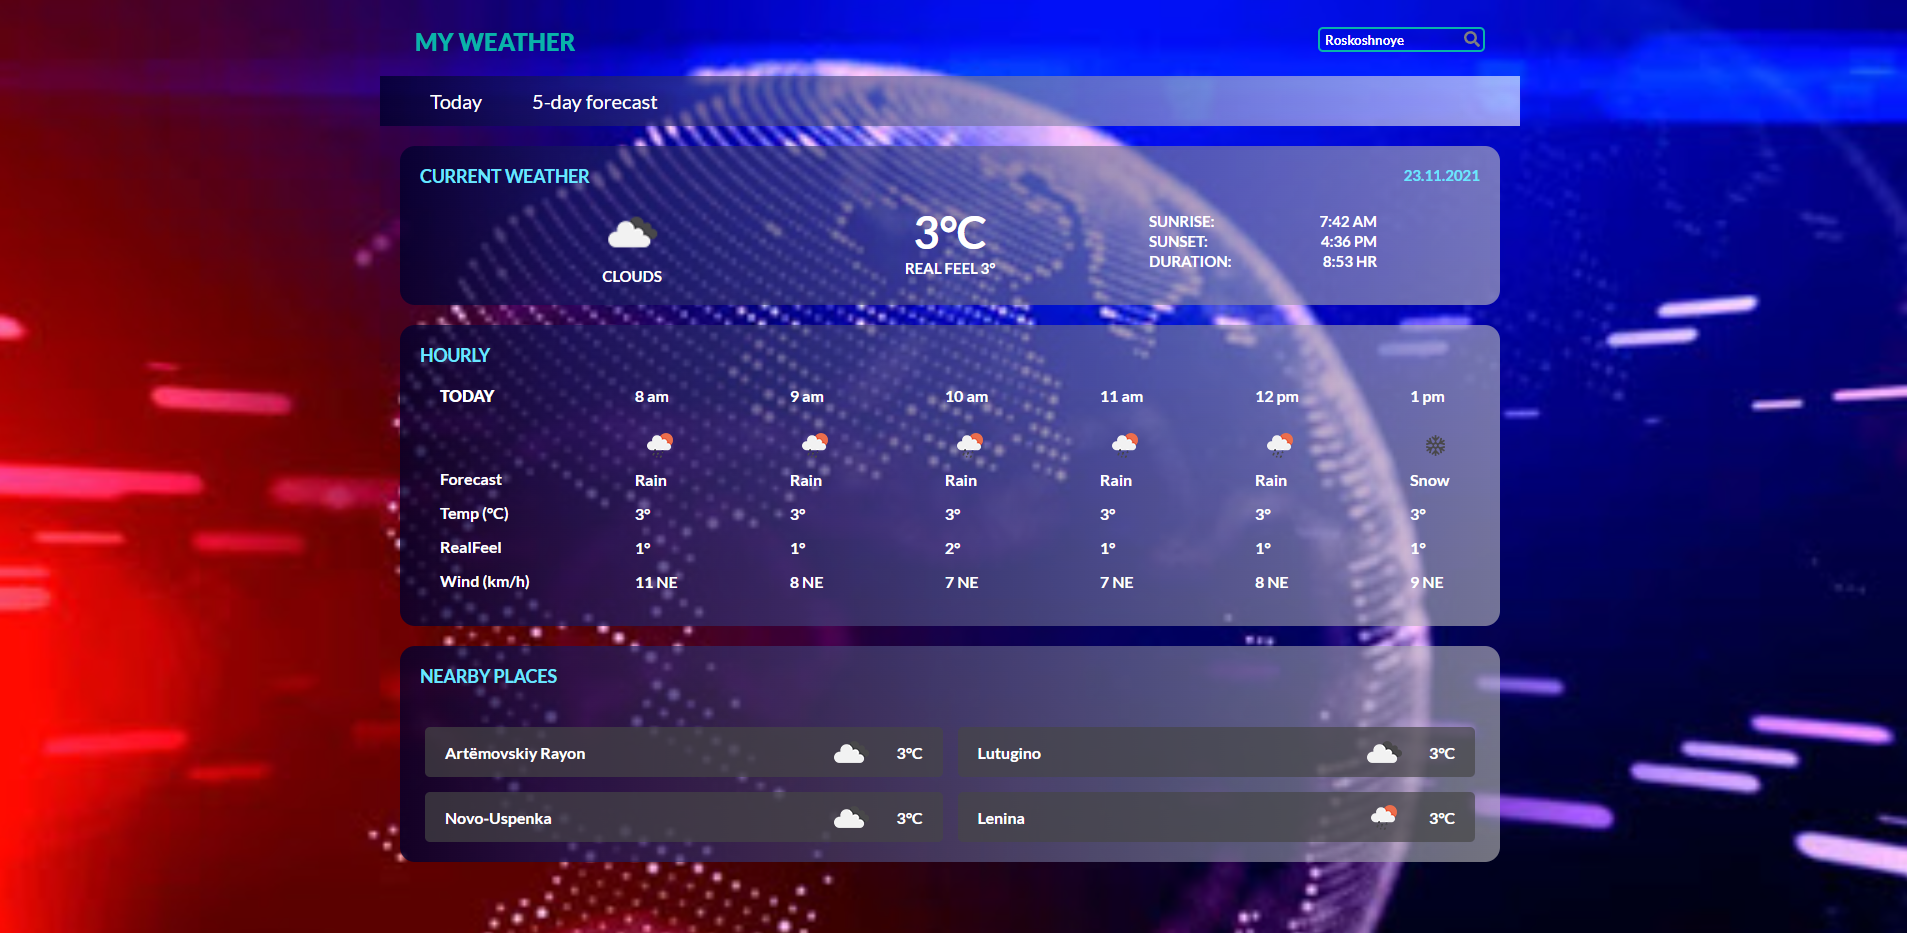 MY WEATHER
Roskoshnoye
Today 5-day forecast
CURRENT WEATHER 23.11.2021
CLOUDS
3°C
REAL FEEL 3°
SUNRISE: 7:42 AM
SUNSET: 4:36 PM
DURATION: 8:53 HR
HOURLY
TODAY 8 am 9 am 10 am 11 am 12 pm 1 pm
Forecast Rain Rain Rain Rain Rain Snow
Temp (°C) 3° 3° 3° 3° 3° 3°
RealFeel 1° 1° 2° 1° 1° 1°
Wind (km/h) 11 NE 8 NE 7 NE 7 NE 8 NE 9 NE
NEARBY PLACES
Artëmovskiy Rayon 3°C
Lutugino 3°C
Novo-Uspenka 3°C
Lenina 3°C